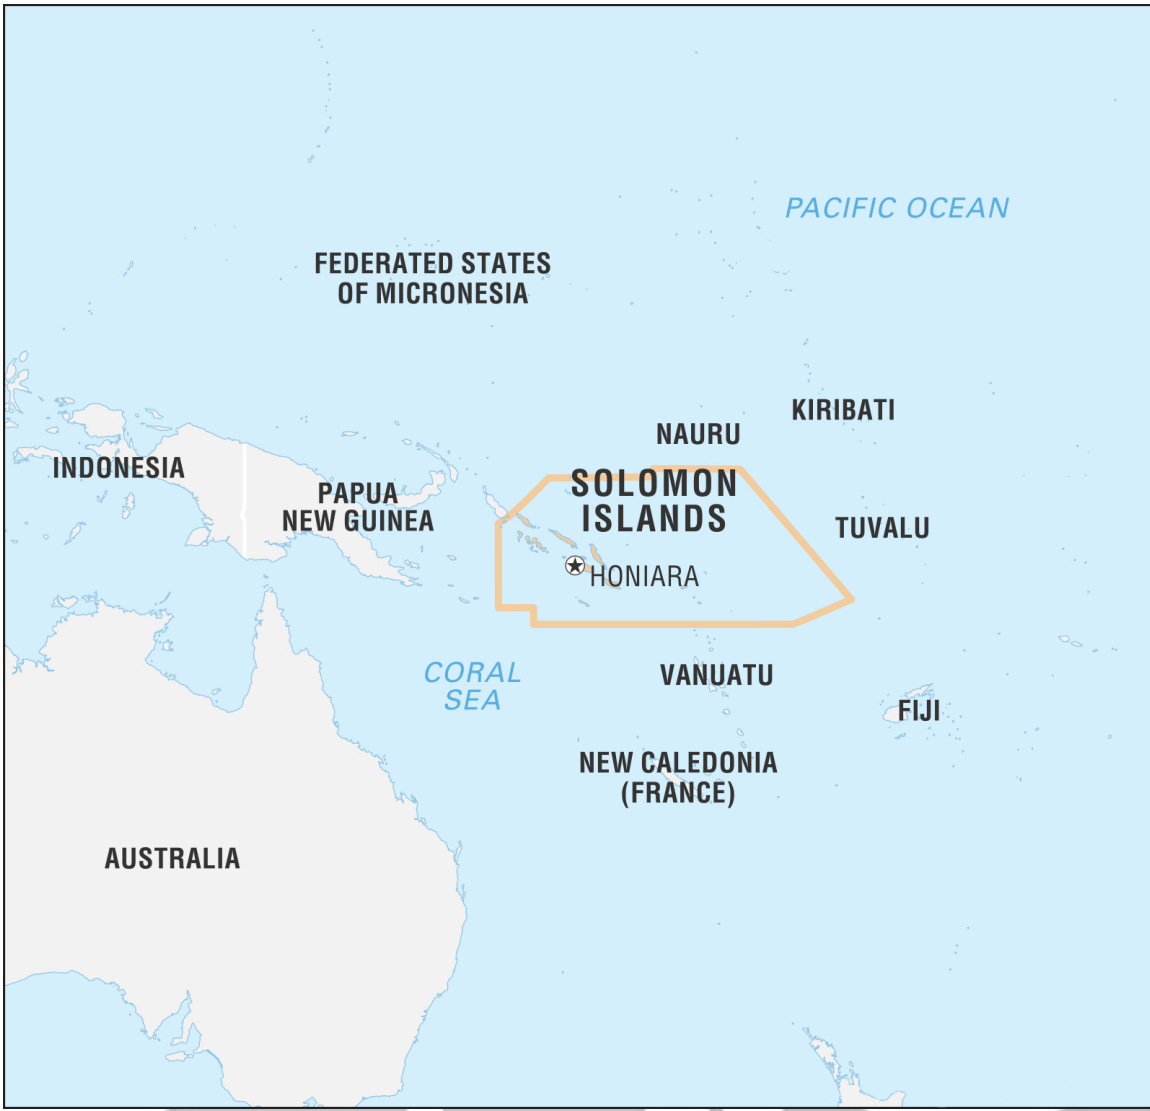 PACIFIC OCEAN
FEDERATED STATES
OF MICRONESIA
KIRIBATI
NAURU
INDONESIA
SOLOMON
ISLANDS
PAPUA
NEW GUINEA
TUVALU
HONIARA
CORAL
SEA
VANUATU
FIJI
NEW CALEDONIA
(FRANCE)
AUSTRALIA